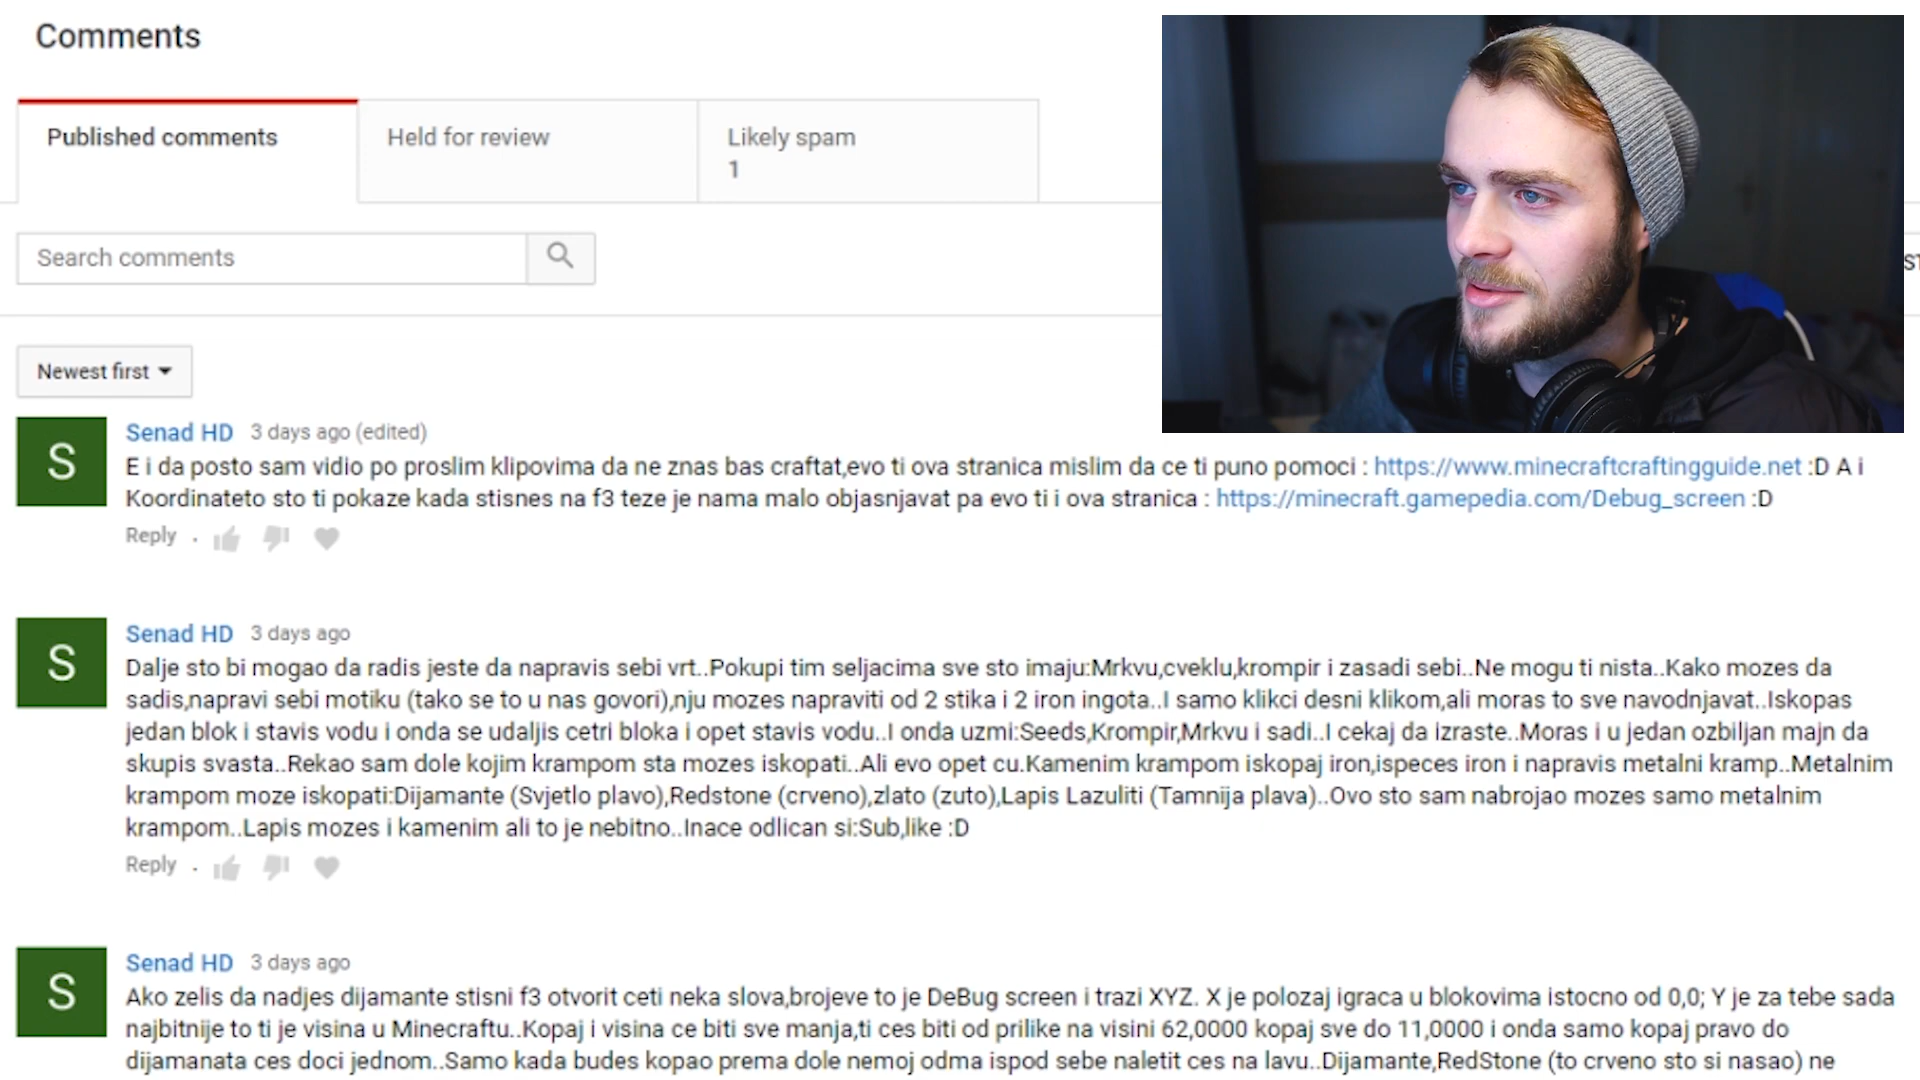 Comments
Published comments
Held for review
Likely spam
1
Search comments
ST
Newest first
S
Senad HD 3 days ago (edited)
E i da posto sam vidio po proslim klipovima da ne znas bas craftat,evo ti ova stranica mislim da ce ti puno pomoci : https://www.minecraftcraftingguide.net :D A i
Koordinateto sto ti pokaze kada stisnes na f3 teze je nama malo objasnjavat pa evo ti i ova stranica : https://minecraft.gamepedia.com/Debug_screen :D
Reply .
S
Senad HD 3 days ago
Dalje sto bi mogao da radis jeste da napravis sebi vrt..Pokupi tim seljacima sve sto imaju:Mrkvu,cveklu,krompir i zasadi sebi..Ne mogu ti nista..Kako mozes da
sadis,napravi sebi motiku (tako se to u nas govori),nju mozes napraviti od 2 stika i 2 iron ingota..I samo klikci desni klikom,ali moras to sve navodnjavat..Iskopas
jedan blok i stavis vodu i onda se udaljis cetri bloka i opet stavis vodu..I onda uzmi:Seeds,Krompir,Mrkvu i sadi..I cekaj da izraste..Moras i u jedan ozbiljan majn da
skupis svasta..Rekao sam dole kojim krampom sta mozes iskopati..Ali evo opet cu.Kamenim krampom iskopaj iron,ispeces iron i napravis metalni kramp..Metalnim
krampom moze iskopati:Dijamante (Svjetlo plavo),Redstone (crveno),zlato (zuto),Lapis Lazuliti (Tamnija plava)..Ovo sto sam nabrojao mozes samo metalnim
krampom..Lapis mozes i kamenim ali to je nebitno..Inace odlican si:Sub,like :D
Reply .
S
Senad HD 3 days ago
Ako zelis da nadjes dijamante stisni f3 otvorit ceti neka slova,brojeve to je DeBug screen i trazi XYZ. X je polozaj igraca u blokovima istocno od 0,0; Y je za tebe sada
najbitnije to ti je visina u Minecraftu..Kopaj i visina ce biti sve manja,ti ces biti od prilike na visini 62,0000 kopaj sve do 11,0000 i onda samo kopaj pravo do
dijamanata ces doci jednom..Samo kada budes kopao prema dole nemoj odma ispod sebe naletit ces na lavu..Dijamante,RedStone (to crveno sto si nasao) ne